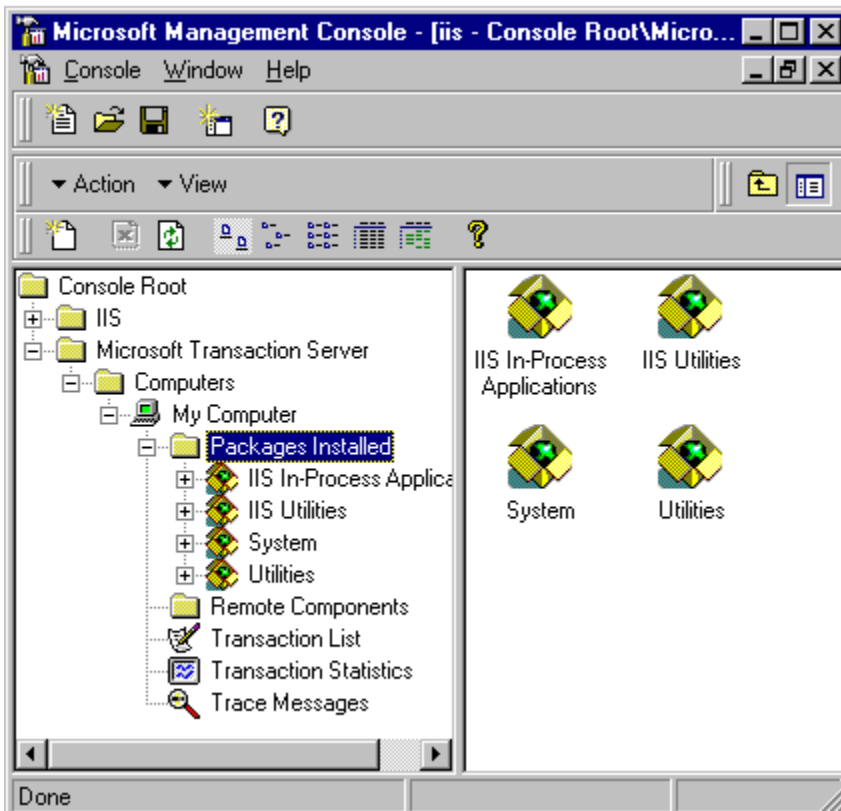 Microsoft Management Console - [iis - Console Root\Micro...
Console Window Help
Action View
Console Root
IIS
Microsoft Transaction Server
Computers
My Computer
Packages Installed
IIS In-Process Applica
IIS Utilities
System
Utilities
Remote Components
Transaction List
Transaction Statistics
Trace Messages
IIS In-Process
Applications
IIS Utilities
System
Utilities
Done